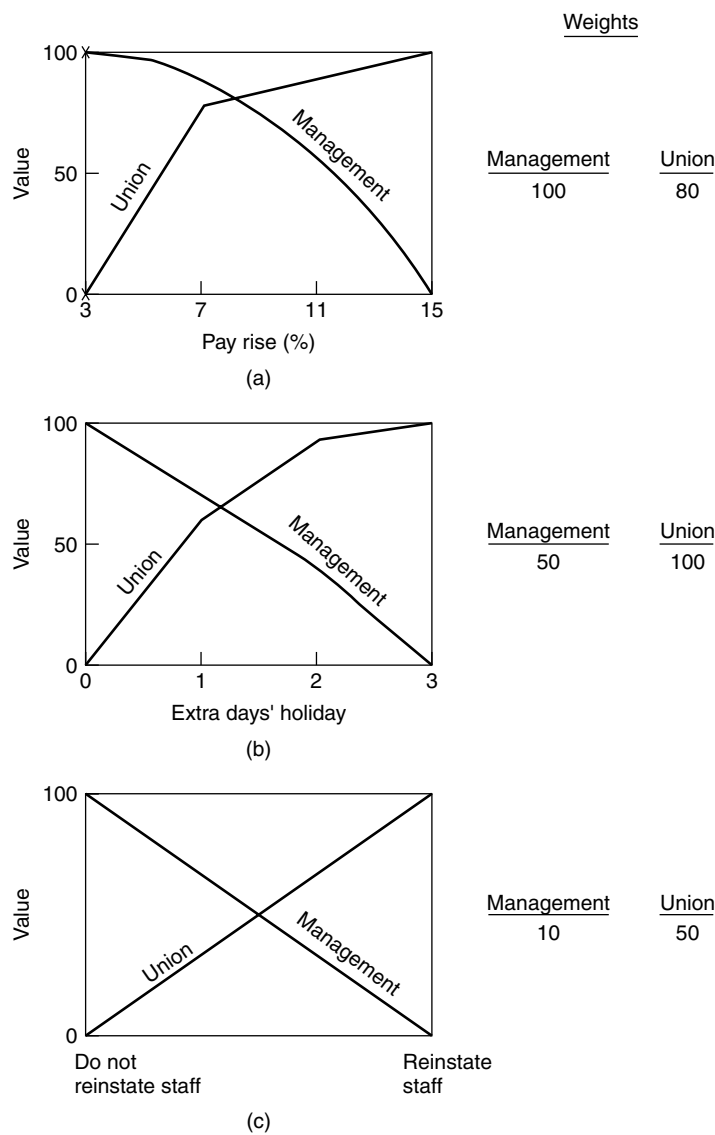 Weights
100
Value
50
0
Union
Management
3 7 11 15
Pay rise (%)
(a)
Management Union
100 80
100
Value
50
0
Union
Management
0 1 2 3
Extra days' holiday
(b)
Management Union
50 100
100
Value
50
0
Union
Management
Do not
reinstate staff
Reinstate
staff
(c)
Management Union
10 50